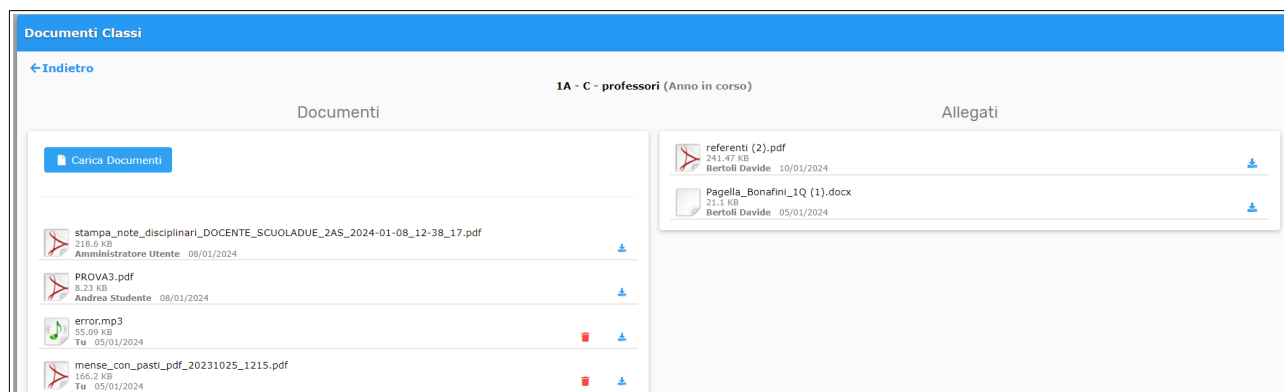 Documenti Classi
Indietro
1A - C - professori (Anno in corso)
Documenti
Carica Documenti
stampa_note_disciplinari_DOCENTE_SCUOLADUE_2AS_2024-01-08_12-38_17.pdf
218.6 KB
Amministratore Utente 08/01/2024
PROVA3.pdf
8.23 KB
Andrea Studente 08/01/2024
error.mp3
55.09 KB
Tu 05/01/2024
mense_con_pasti_pdf_20231025_1215.pdf
166.2 KB
Tu 05/01/2024
Allegati
referenti (2).pdf
241.47 KB
Bertoli Davide 10/01/2024
Pagella_Bonafini_1Q (1).docx
21.1 KB
Bertoli Davide 05/01/2024